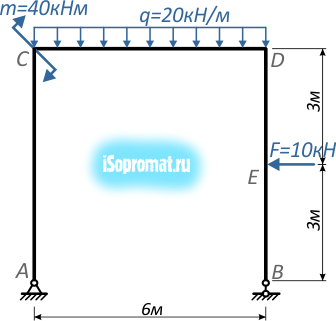 m=40кНм
q=20кН/м
C
D
3м
iSopromat.ru
E
F=10кН
3м
A
B
6м